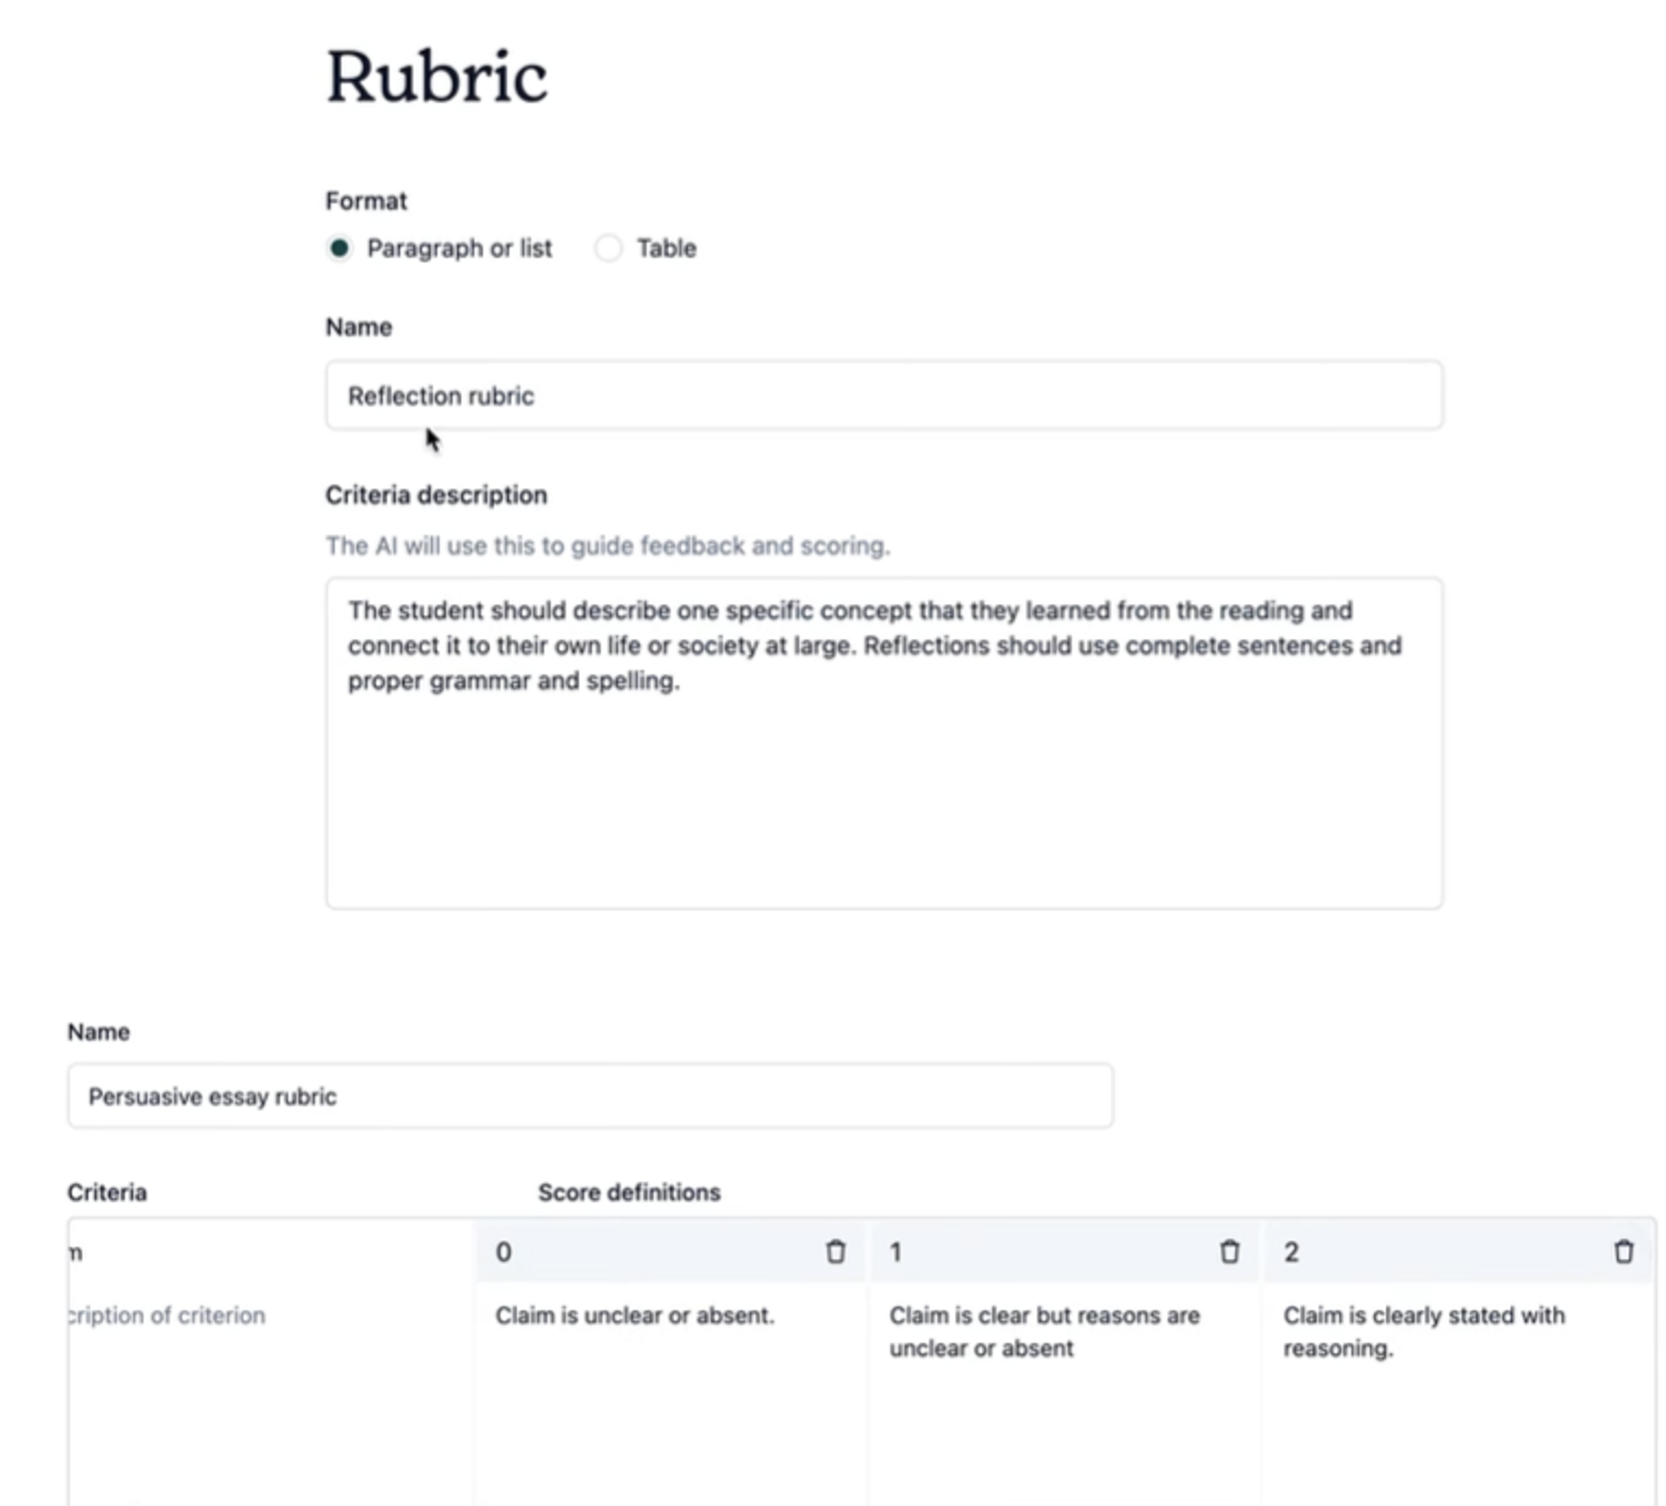 Rubric
Format
Paragraph or list Table
Name
Reflection rubric
Criteria description
The AI will use this to guide feedback and scoring.
The student should describe one specific concept that they learned from the reading and
connect it to their own life or society at large. Reflections should use complete sentences and
proper grammar and spelling.
Name
Persuasive essay rubric
Criteria Score definitions
m 0 1 2
cription of criterion
Claim is unclear or absent.
Claim is clear but reasons are
unclear or absent
Claim is clearly stated with
reasoning.